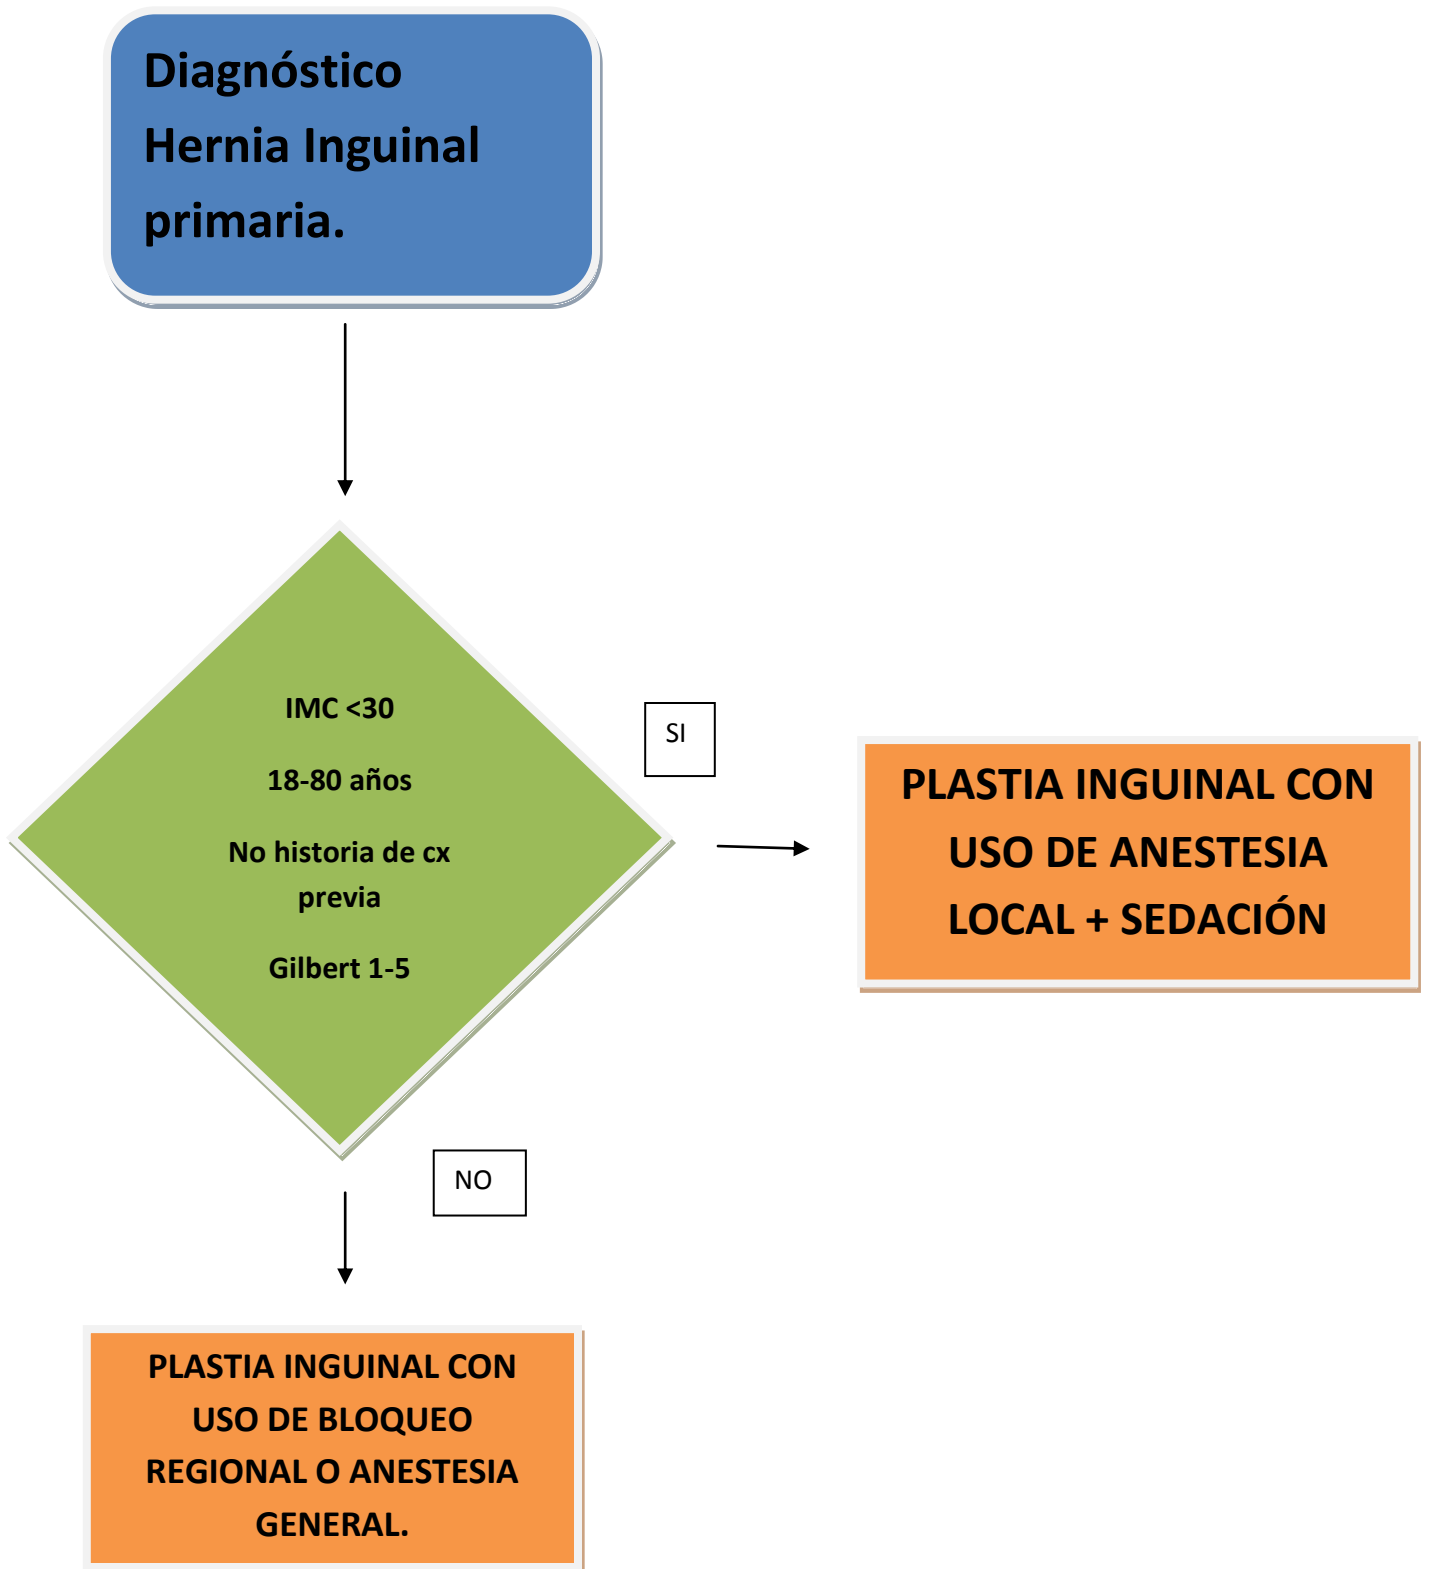 Diagnóstico
Hernia Inguinal
primaria.
IMC <30
18-80 años
No historia de cx
previa
Gilbert 1-5
SI
PLASTIA INGUINAL CON
USO DE ANESTESIA
LOCAL + SEDACIÓN
NO
PLASTIA INGUINAL CON
USO DE BLOQUEO
REGIONAL O ANESTESIA
GENERAL.